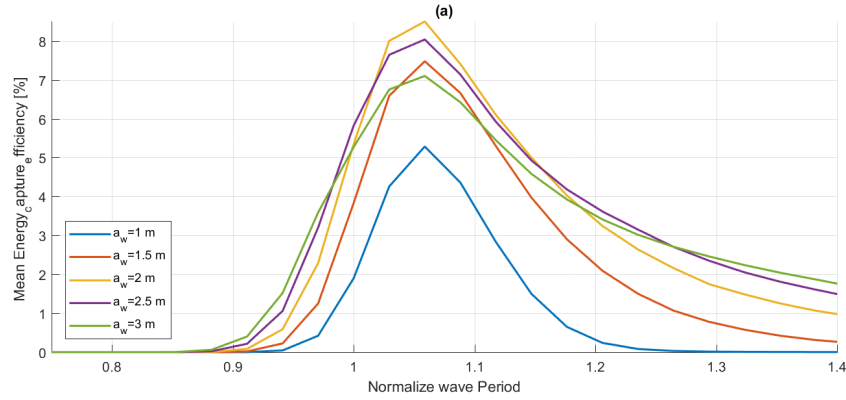 (a)
Mean Energy_capture_efficiency [%]
8
7
6
5
4
3
2
1
0
a_w=1 m
a_w=1.5 m
a_w=2 m
a_w=2.5 m
a_w=3 m
0.8 0.9 1 1.1 1.2 1.3 1.4
Normalize wave Period